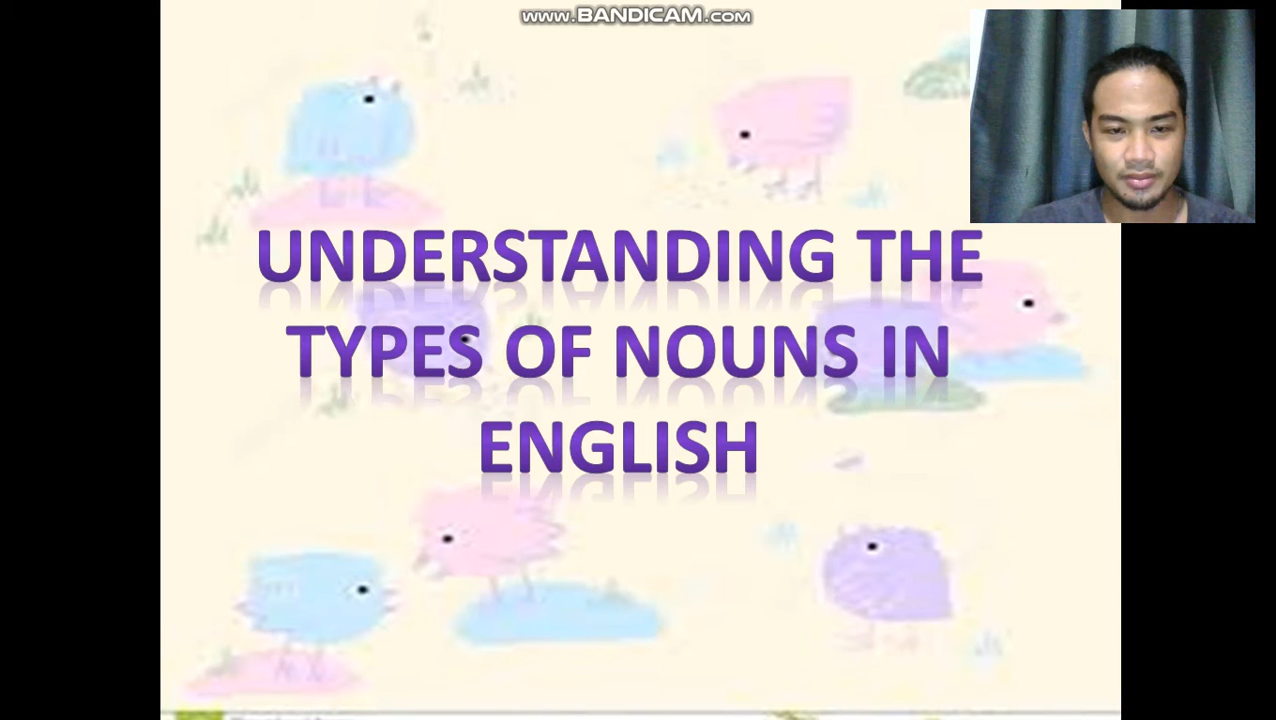 www.BANDICAM.com
UNDERSTANDING THE
TYPES OF NOUNS IN
ENGLISH